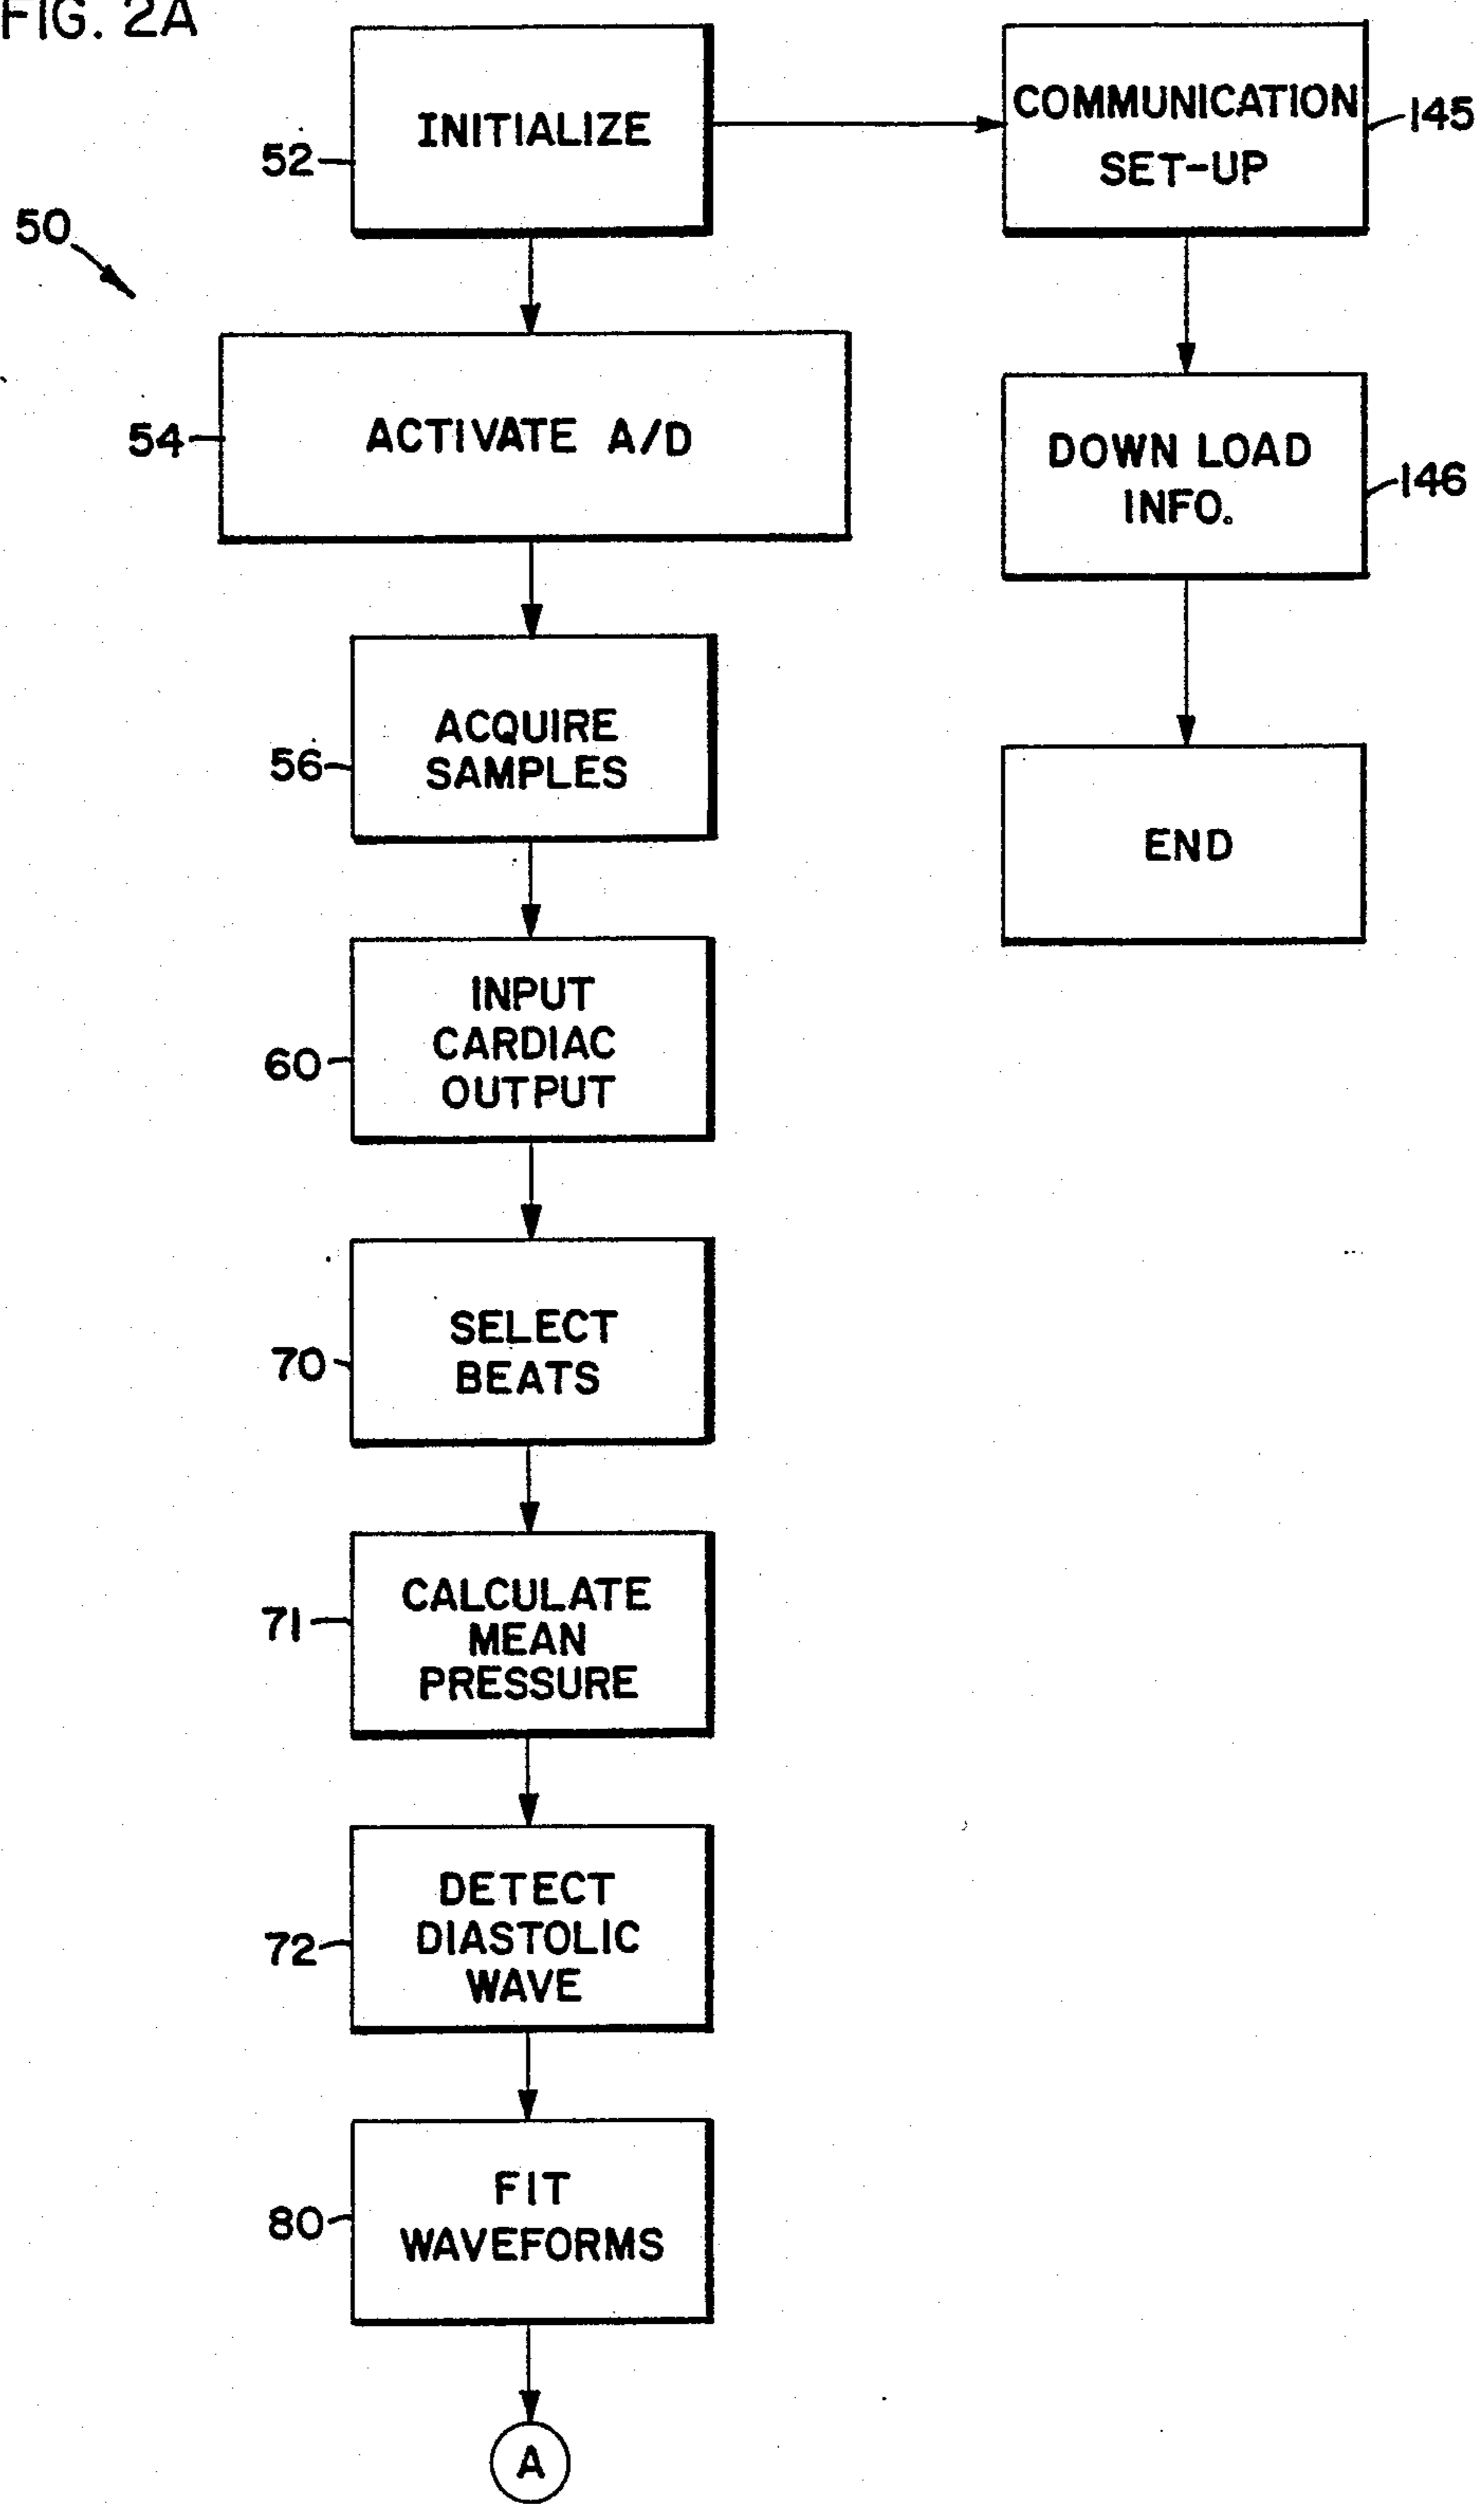 FIG. 2A
INITIALIZE
52
50
COMMUNICATION
SET-UP
145
ACTIVATE A/D
54
DOWN LOAD
INFO.
146
ACQUIRE
SAMPLES
56
END
INPUT
CARDIAC
OUTPUT
60
SELECT
BEATS
70
CALCULATE
MEAN
PRESSURE
71
DETECT
DIASTOLIC
WAVE
72
FIT
WAVEFORMS
80
A